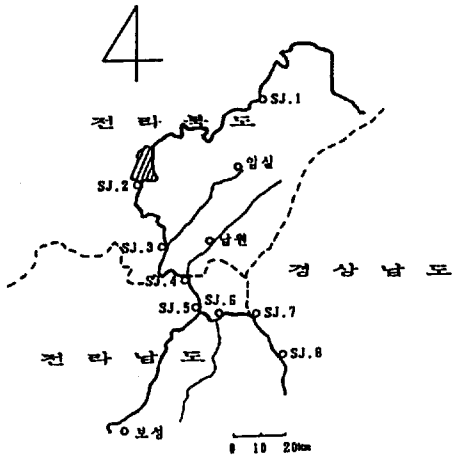 SJ.1
전 라 북 도
임실
SJ.2
남원
SJ.3
경 상 남 도
SJ.4
SJ.5
SJ.6
SJ.7
전 라 남 도
SJ.8
보성
0 10 20km